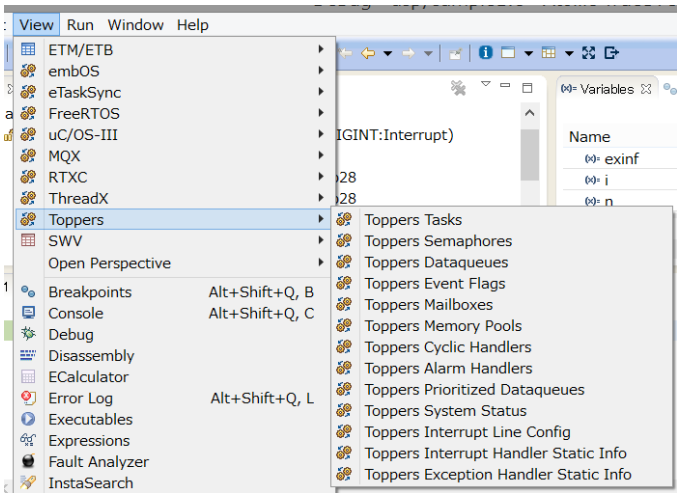 View Run Window Help
ETM/ETB
embOS
eTaskSync
FreeRTOS
uC/OS-III
MQX
RTXC
ThreadX
Toppers
SWV
Open Perspective
Breakpoints Alt+Shift+Q, B
Console Alt+Shift+Q, C
Debug
Disassembly
ECalculator
Error Log Alt+Shift+Q, L
Executables
Expressions
Fault Analyzer
InstaSearch
IGINT:Interrupt)
28
28
Variables
Name
exinf
i
n
Toppers Tasks
Toppers Semaphores
Toppers Dataqueues
Toppers Event Flags
Toppers Mailboxes
Toppers Memory Pools
Toppers Cyclic Handlers
Toppers Alarm Handlers
Toppers Prioritized Dataqueues
Toppers System Status
Toppers Interrupt Line Config
Toppers Interrupt Handler Static Info
Toppers Exception Handler Static Info